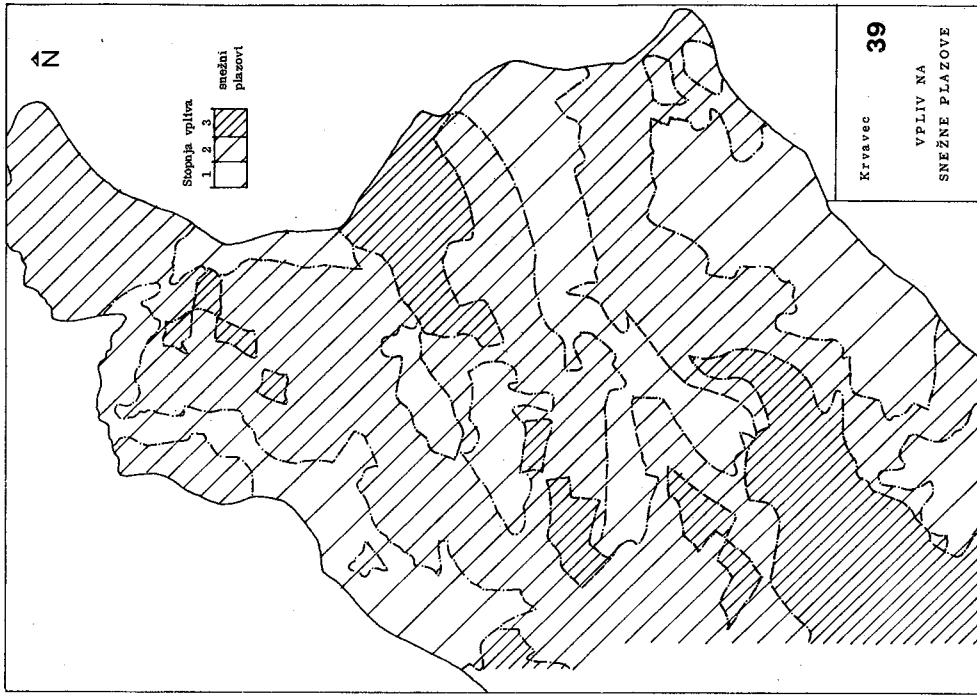 N
Stopnja vpliva
1 2 3
snežni
plazovi
Krvavec
39
VPLIV NA
SNEŽNE PLAZOVE